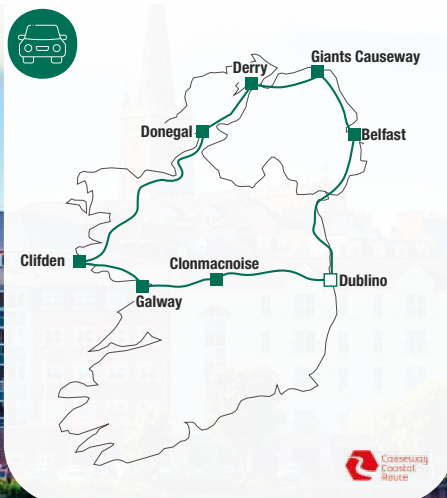 Giants Causeway
Derry
Donegal
Belfast
Clifden
Clonmacnoise
Dublino
Galway
Causeway
Coastal
Route